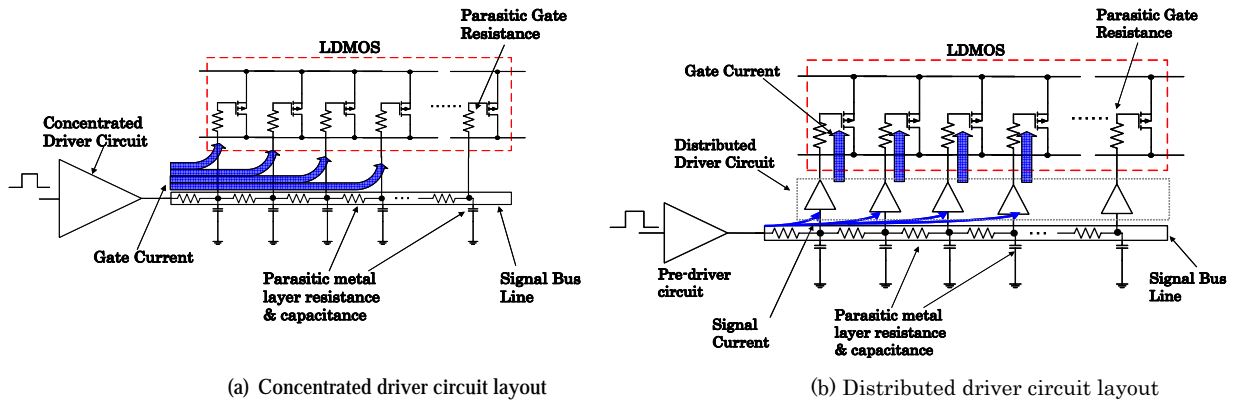 Parasitic Gate
Resistance
LDMOS
Concentrated
Driver Circuit
Gate Current
Parasitic metal
layer resistance
& capacitance
Signal Bus
Line
(a) Concentrated driver circuit layout
Parasitic Gate
Resistance
LDMOS
Gate Current
Distributed
Driver Circuit
Pre-driver
circuit
Signal
Current
Parasitic metal
layer resistance
& capacitance
Signal Bus
Line
(b) Distributed driver circuit layout